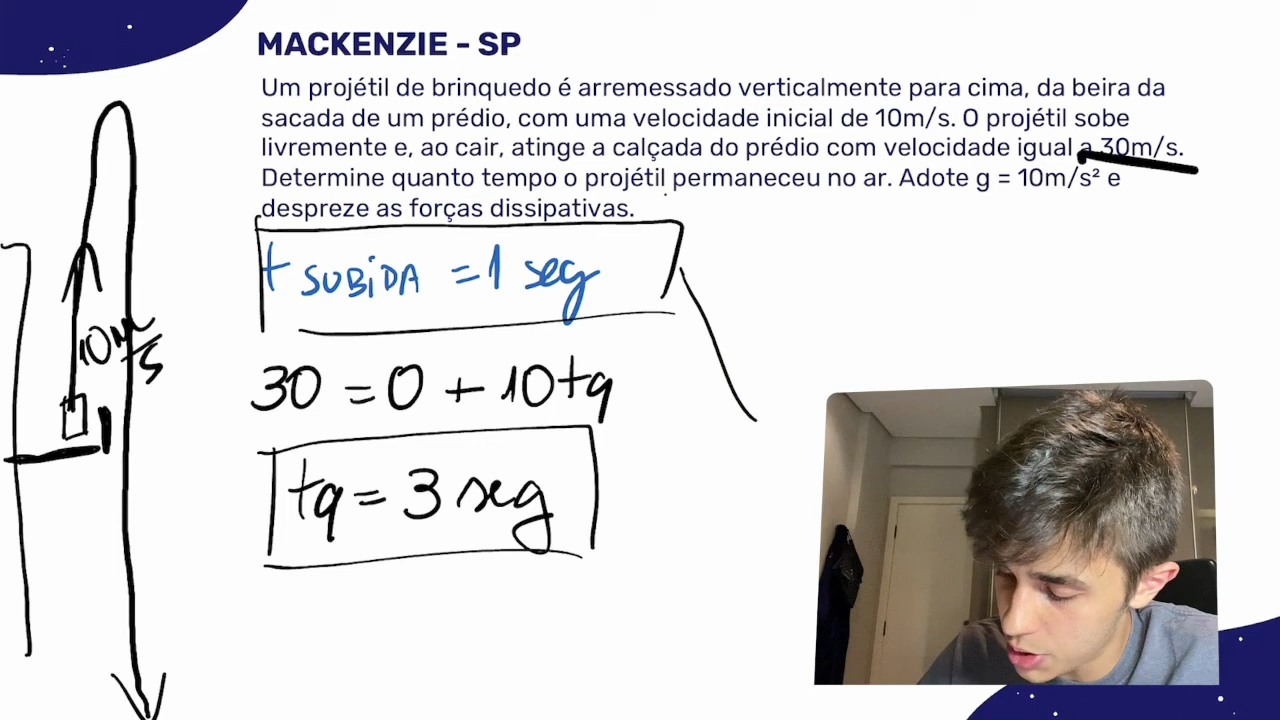 MACKENZIE - SP
Um projétil de brinquedo é arremessado verticalmente para cima, da beira da
sacada de um prédio, com uma velocidade inicial de 10m/s. O projétil sobe
livremente e, ao cair, atinge a calçada do prédio com velocidade igual a 30m/s.
Determine quanto tempo o projétil permaneceu no ar. Adote g = 10m/s² e
despreze as forças dissipativas.
t SUBiDA = 1 seg
10m/s
30 = 0 + 10tq
tq = 3 seg